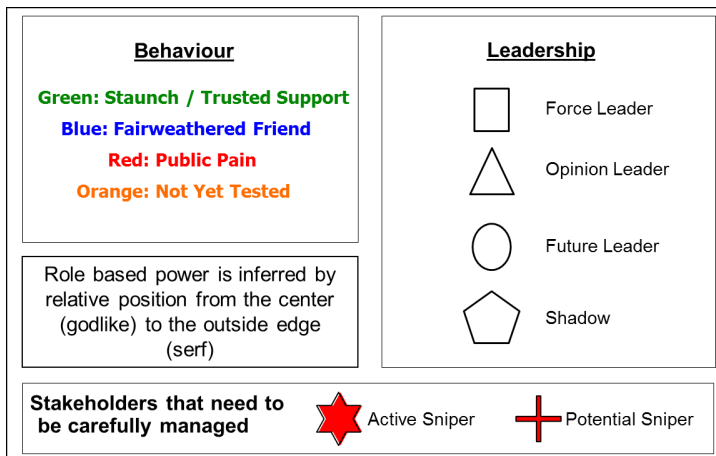 Behaviour
Green: Staunch / Trusted Support
Blue: Fairweathered Friend
Red: Public Pain
Orange: Not Yet Tested
Role based power is inferred by
relative position from the center
(godlike) to the outside edge
(serf)
Leadership
Force Leader
Opinion Leader
Future Leader
Shadow
Stakeholders that need to
be carefully managed
Active Sniper
Potential Sniper